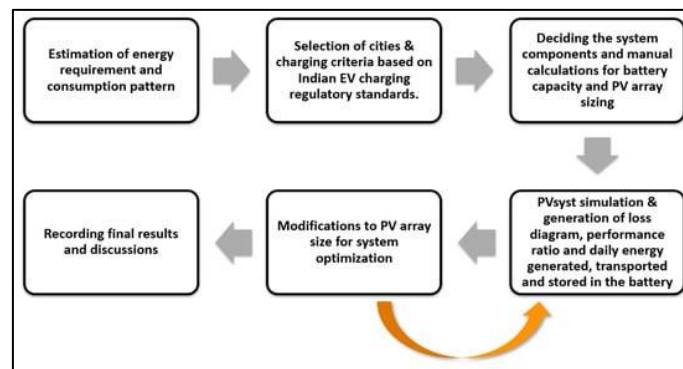 Estimation of energy
requirement and
consumption pattern
Selection of cities &
charging criteria based on
Indian EV charging
regulatory standards.
Deciding the system
components and manual
calculations for battery
capacity and PV array
sizing
PVsyst simulation &
generation of loss
diagram, performance
ratio and daily energy
generated, transported
and stored in the battery
Modifications to PV array
size for system
optimization
Recording final results
and discussions